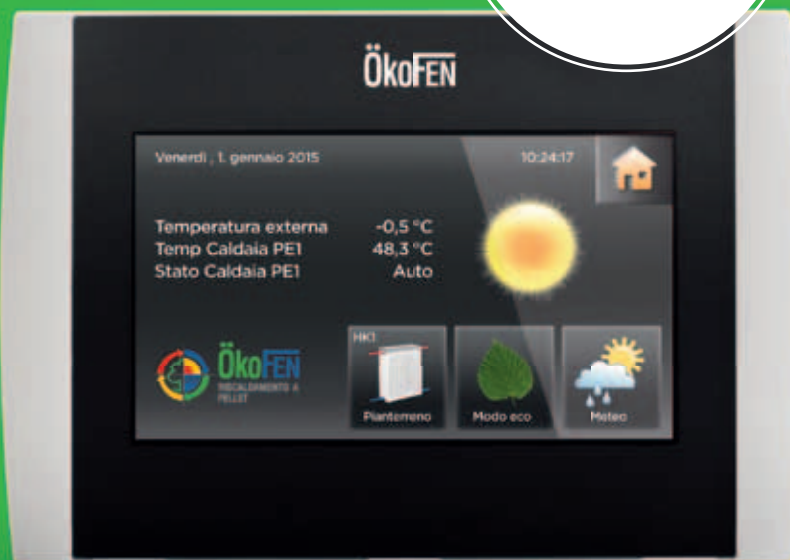 ÖkoFEN
Venerdì , 1. gennaio 2015 10:24:17
Temperatura externa -0,5 °C
Temp Caldaia PE1 48,3 °C
Stato Caldaia PE1 Auto
ÖkoFEN
RISCALDAMENTO A
PELLET
HK1
Pianterreno
Modo eco
Meteo